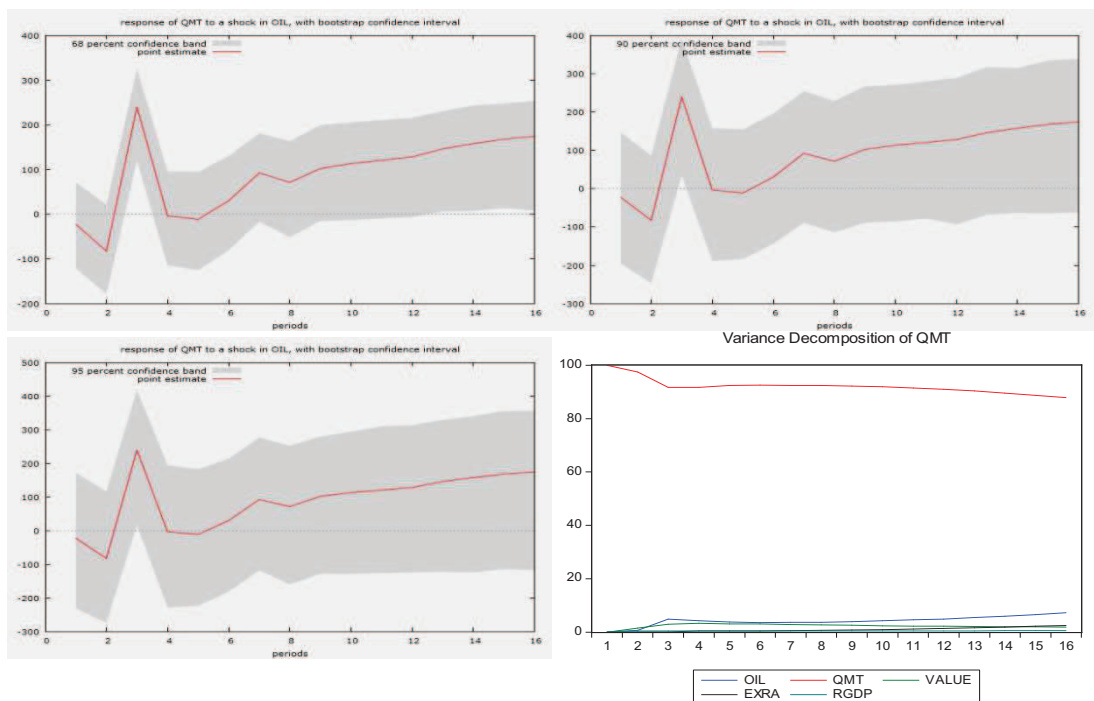 response of QMT to a shock in OIL, with bootstrap confidence interval
400
300
200
100
0
-100
-200
68 percent confidence band
point estimate
0 2 4 6 8 10 12 14 16
periods
response of QMT to a shock in OIL, with bootstrap confidence interval
400
300
200
100
0
-100
-200
-300
90 percent confidence band
point estimate
0 2 4 6 8 10 12 14 16
periods
response of QMT to a shock in OIL, with bootstrap confidence interval
500
400
300
200
100
0
-100
-200
-300
95 percent confidence band
point estimate
0 2 4 6 8 10 12 14 16
periods
Variance Decomposition of QMT
100
80
60
40
20
0
1 2 3 4 5 6 7 8 9 10 11 12 13 14 15 16
OIL QMT VALUE
EXRA RGDP